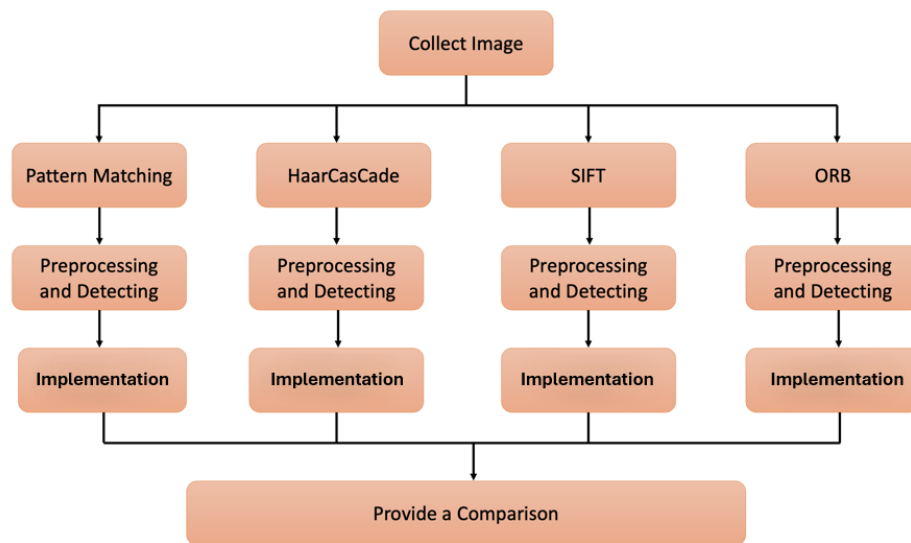 Collect Image
Pattern Matching
HaarCasCade
SIFT
ORB
Preprocessing
and Detecting
Preprocessing
and Detecting
Preprocessing
and Detecting
Preprocessing
and Detecting
Implementation
Implementation
Implementation
Implementation
Provide a Comparison